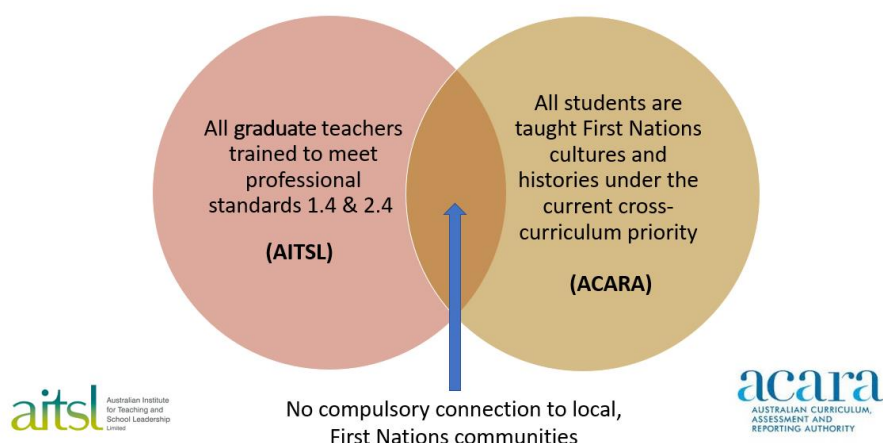 All graduate teachers
trained to meet
professional
standards 1.4 & 2.4
(AITSL)
All students are
taught First Nations
cultures and
histories under the
current cross-
curriculum priority
(ACARA)
No compulsory connection to local,
First Nations communities
aitsl
Australian Institute
for Teaching and
School Leadership
Limited
acara
AUSTRALIAN CURRICULUM,
ASSESSMENT AND
REPORTING AUTHORITY